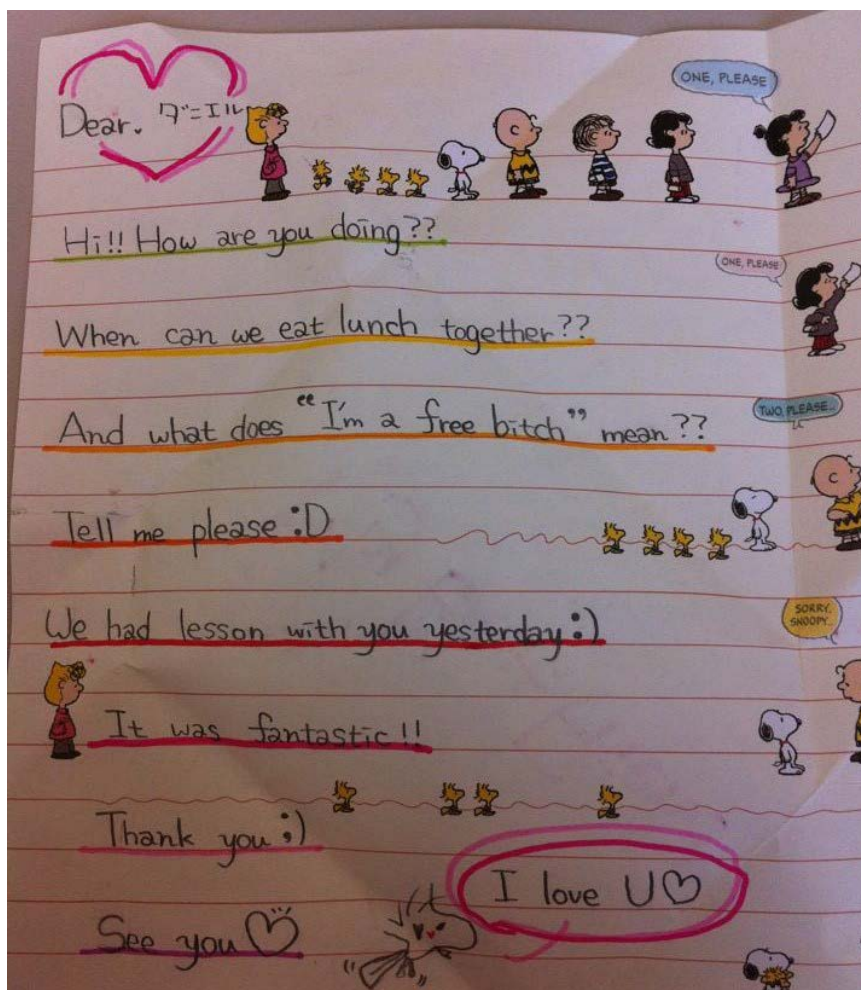 Dear. ダニエル
ONE, PLEASE
Hi!! How are you doing??
ONE, PLEASE
When can we eat lunch together??
TWO, PLEASE...
And what does "I'm a free bitch" mean??
Tell me please :D
We had lesson with you yesterday :)
SORRY, SNOOPY...
It was fantastic!!
Thank you ;)
I love U♡
See you ♡